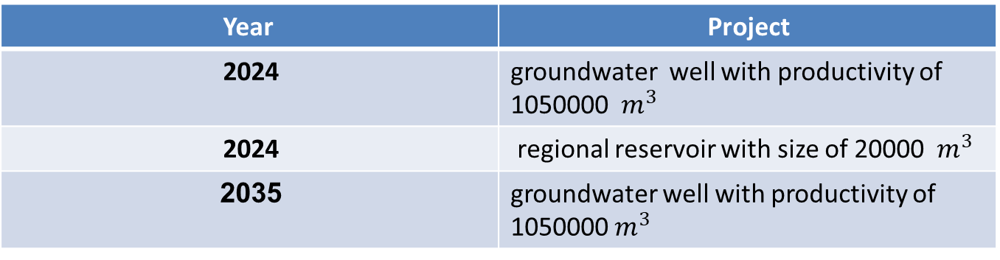 Year Project
2024 groundwater well with productivity of
1050000 m³
2024 regional reservoir with size of 20000 m³
2035 groundwater well with productivity of
1050000 m³